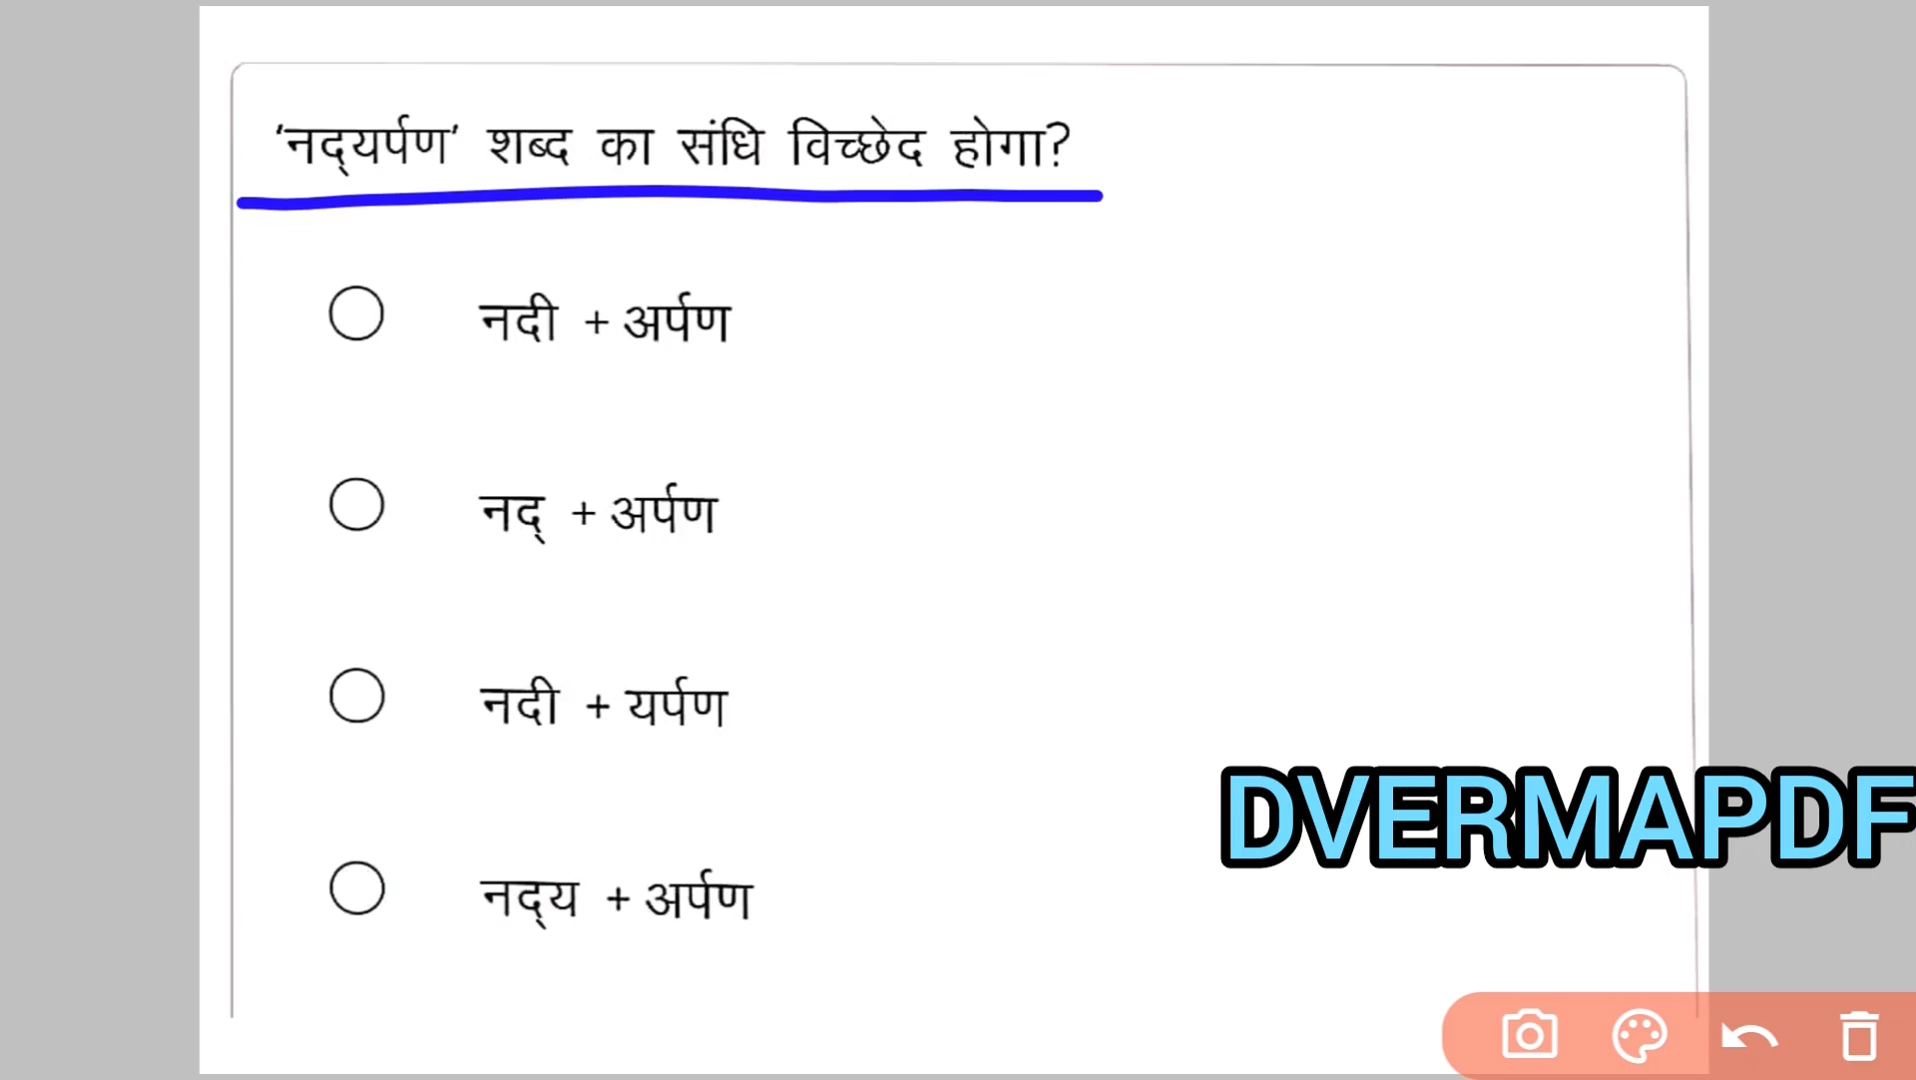 ‘नद्‌यर्पण’ शब्द का संधि विच्छेद होगा?
नदी + अर्पण
नद् + अर्पण
नदी + यर्पण
नद्‌य + अर्पण
DVERMAPDF